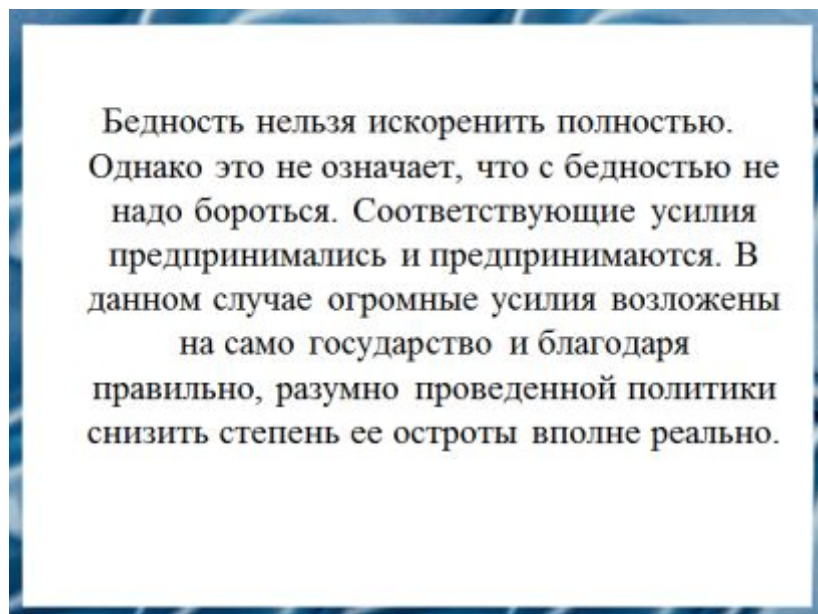 Бедность нельзя искоренить полностью.
Однако это не означает, что с бедностью не
надо бороться. Соответствующие усилия
предпринимались и предпринимаются. В
данном случае огромные усилия возложены
на само государство и благодаря
правильно, разумно проведенной политики
снизить степень ее остроты вполне реально.